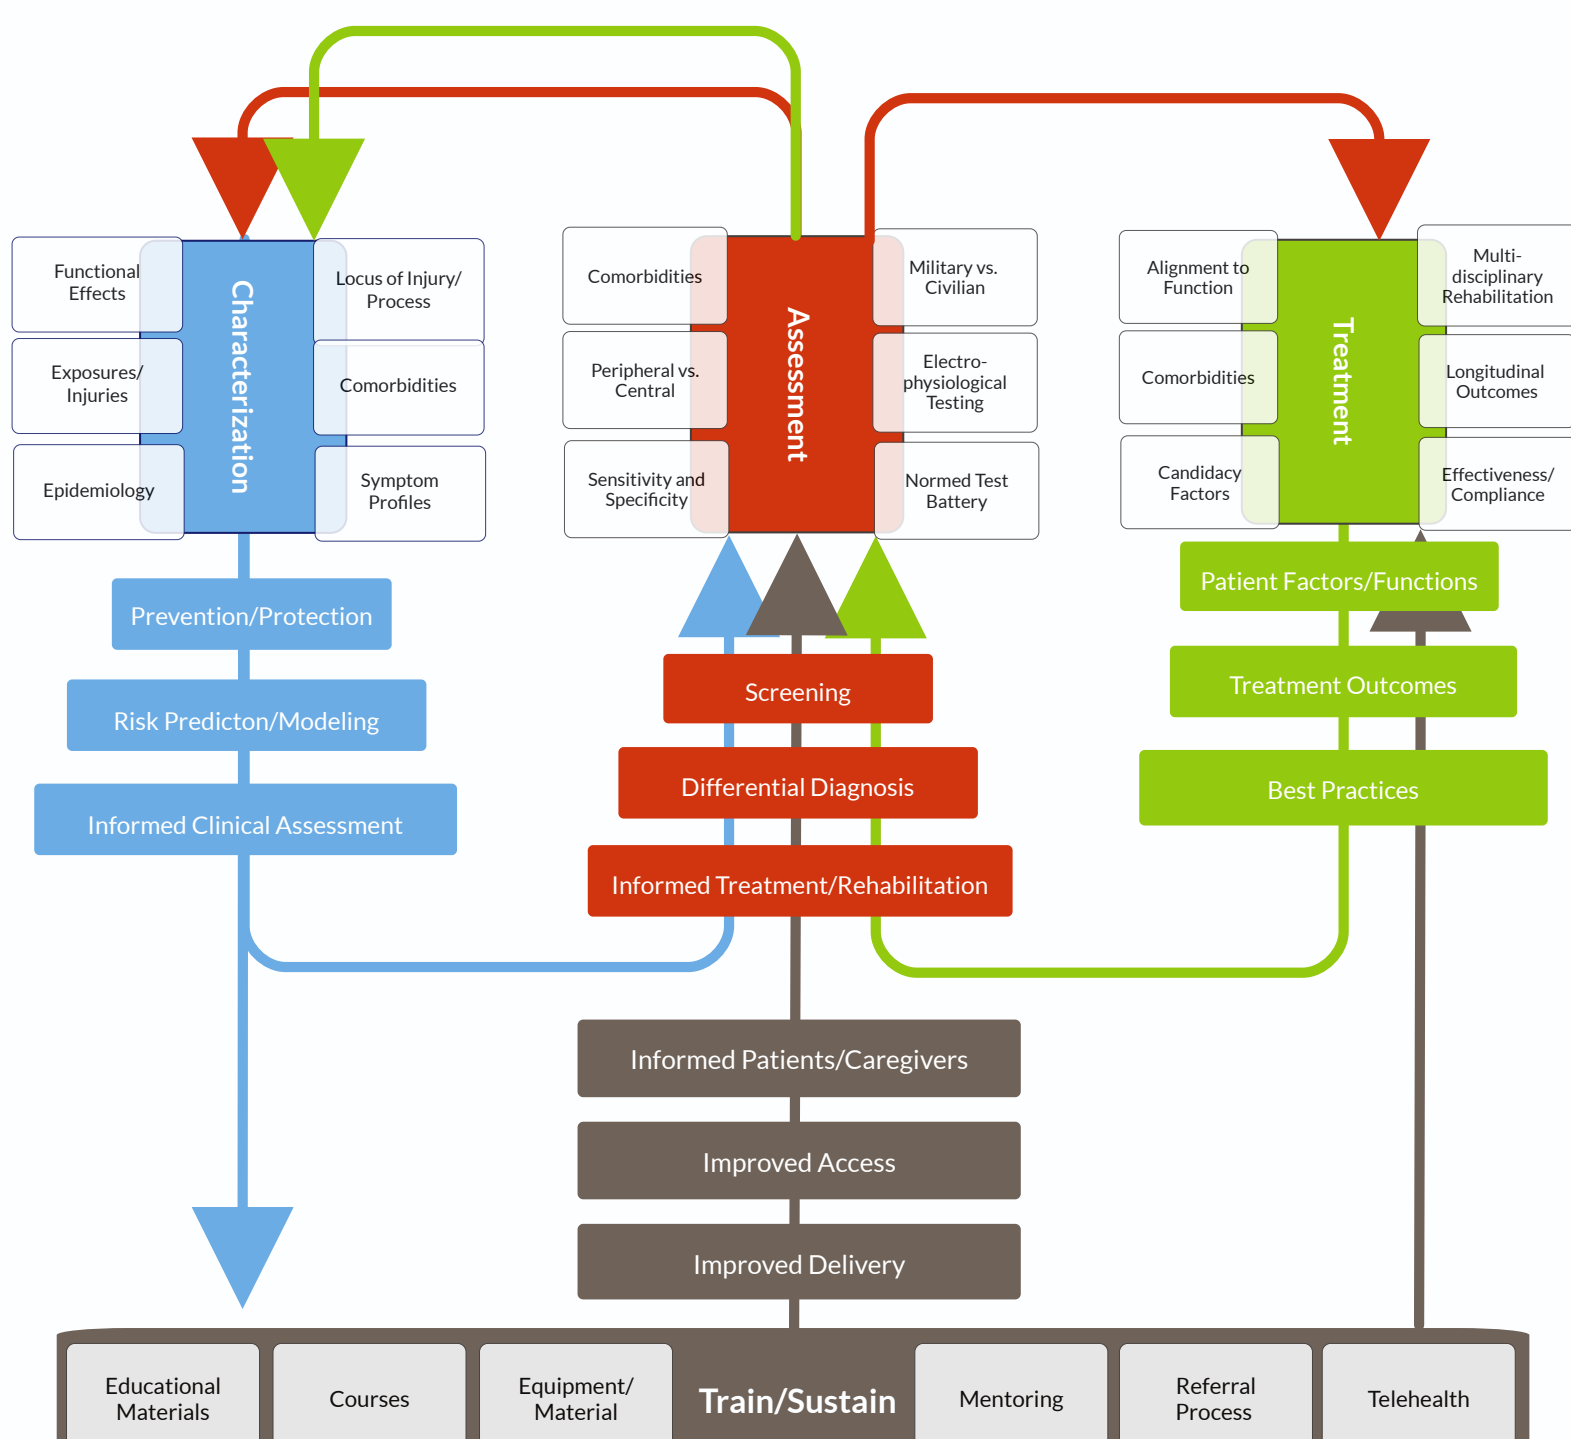 Functional
Effects
Exposures/
Injuries
Epidemiology
Characterization
Locus of Injury/
Process
Comorbidities
Symptom
Profiles
Comorbidities
Peripheral vs.
Central
Sensitivity and
Specificity
Assessment
Military vs.
Civilian
Electro-
physiological
Testing
Normed Test
Battery
Alignment to
Function
Comorbidities
Candidacy
Factors
Treatment
Multi-
disciplinary
Rehabilitation
Longitudinal
Outcomes
Effectiveness/
Compliance
Prevention/Protection
Risk Predicton/Modeling
Informed Clinical Assessment
Screening
Differential Diagnosis
Informed Treatment/Rehabilitation
Patient Factors/Functions
Treatment Outcomes
Best Practices
Informed Patients/Caregivers
Improved Access
Improved Delivery
Educational
Materials
Courses
Equipment/
Material
Train/Sustain
Mentoring
Referral
Process
Telehealth